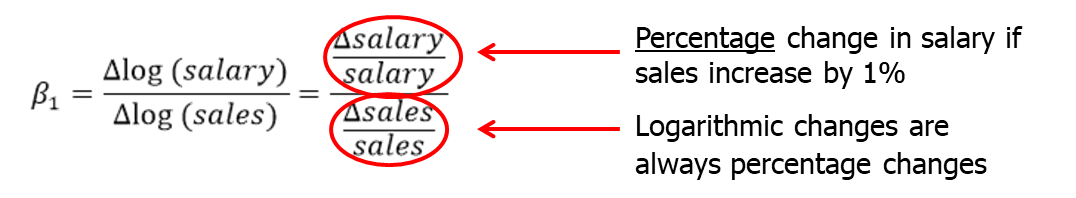 β₁ = Δlog (salary) / Δlog (sales) = (Δsalary / salary) / (Δsales / sales)
Percentage change in salary if
sales increase by 1%
Logarithmic changes are
always percentage changes